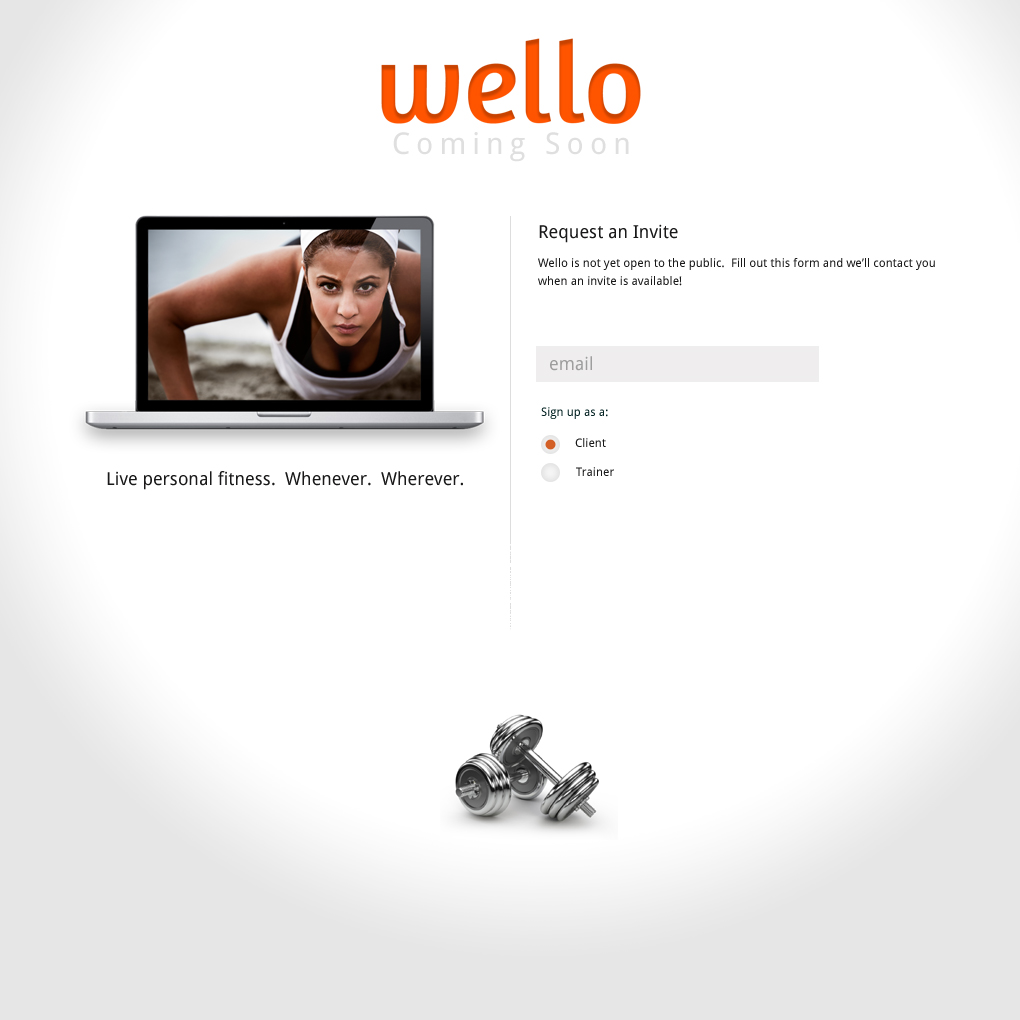 wello
Coming Soon
Request an Invite
Wello is not yet open to the public.  Fill out this form and we’ll contact you
when an invite is available!
email
Sign up as a:
Client
Trainer
Live personal fitness.  Whenever.  Wherever.